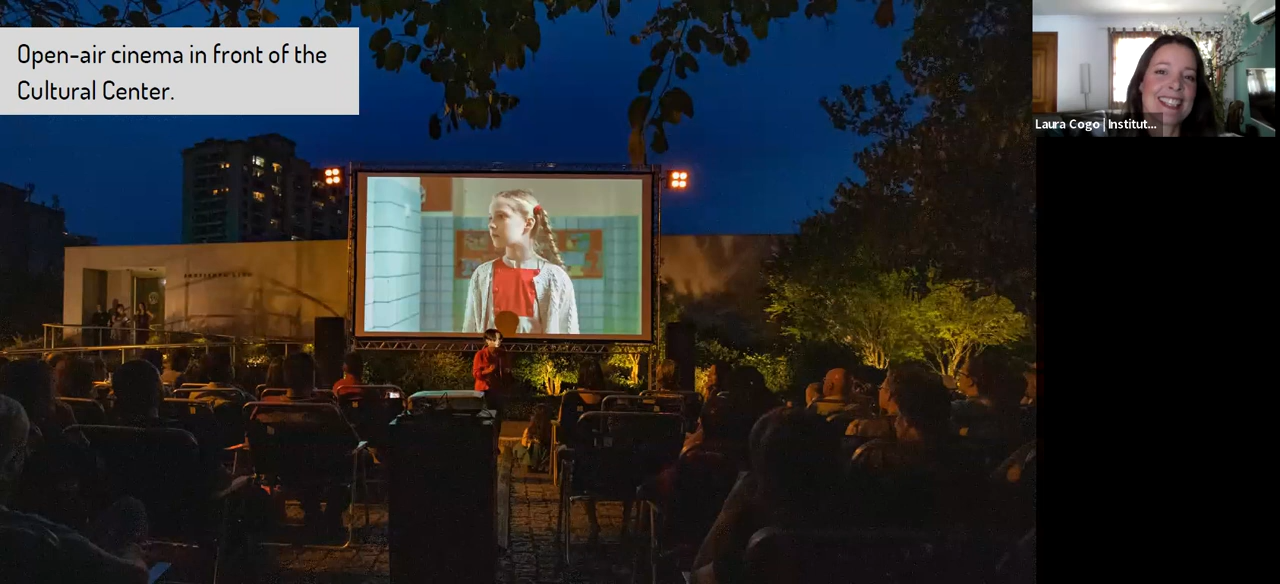 Open-air cinema in front of the
Cultural Center.
Laura Cogo | Institut...